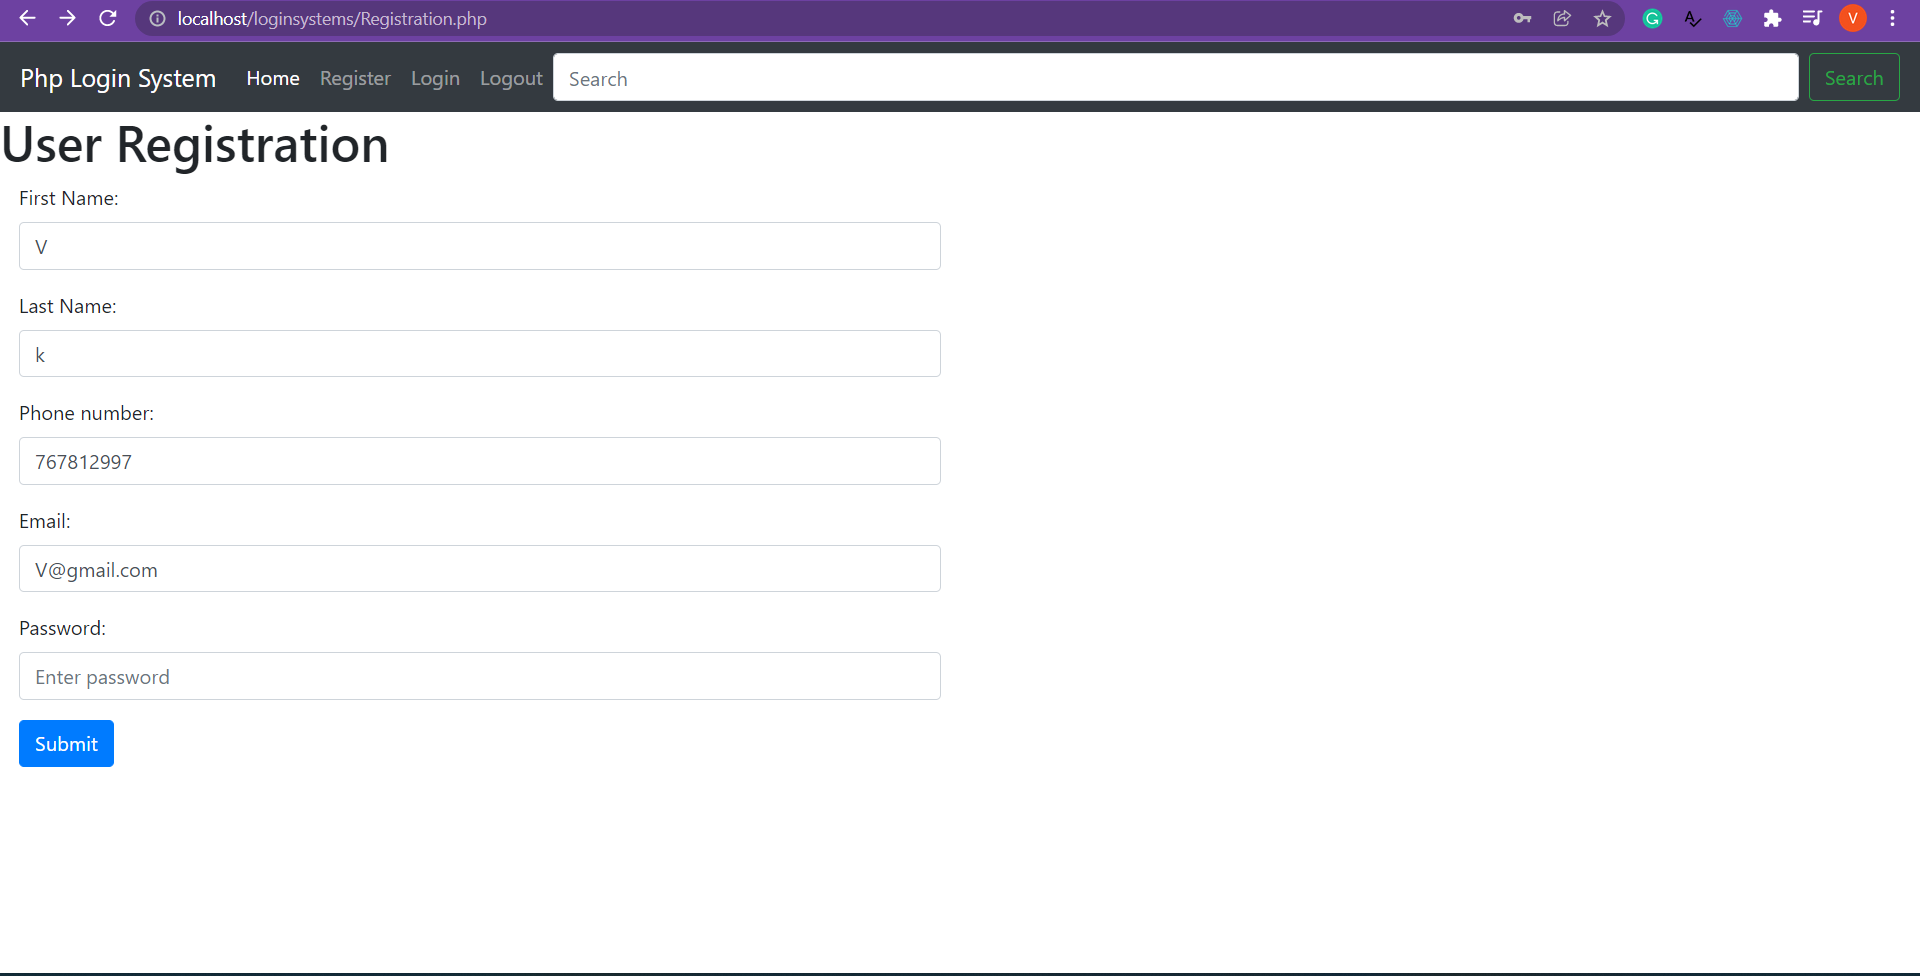 localhost/loginsystems/Registration.php
V
Php Login System Home Register Login Logout Search Search
User Registration
First Name:
V
Last Name:
k
Phone number:
767812997
Email:
V@gmail.com
Password:
Enter password
Submit